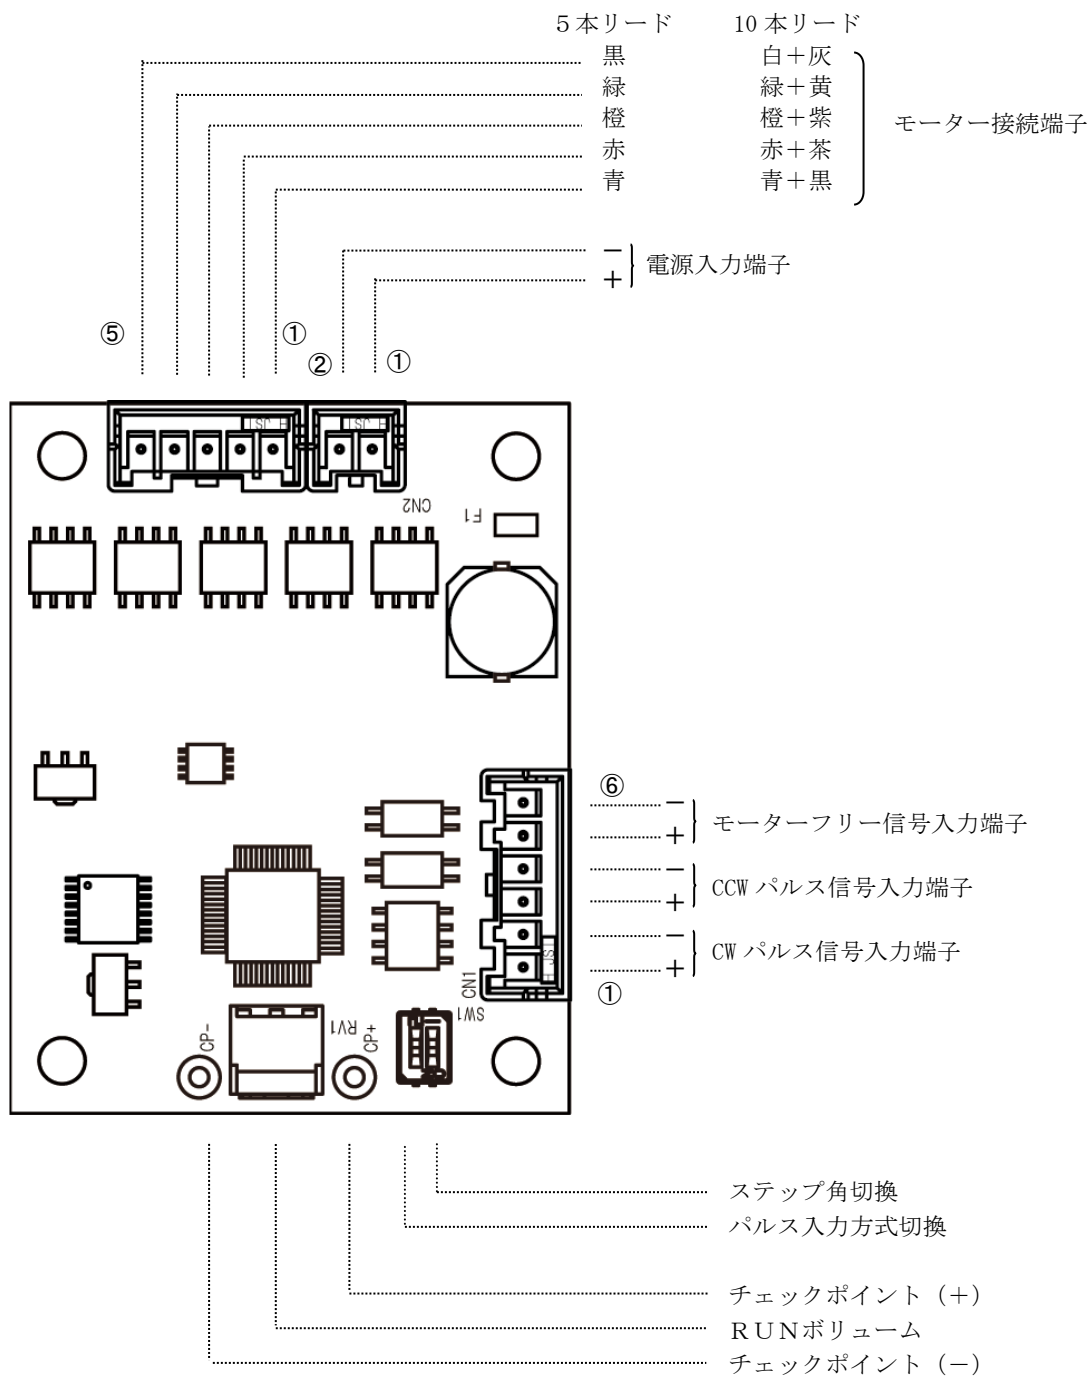 ５本リード 10 本リード
黒 白＋灰
緑 緑＋黄
橙 橙＋紫
赤 赤＋茶
青 青＋黒
モーター接続端子
－
＋
電源入力端子
⑤ ① ② ①
H JST H JST
CN2
F1
⑥
－
＋
モーターフリー信号入力端子
－
＋
CCW パルス信号入力端子
－
＋
CW パルス信号入力端子
①
H JST
CN1
SW1
CP- RV1 CP+
ステップ角切換
パルス入力方式切換
チェックポイント（＋）
ＲＵＮボリューム
チェックポイント（－）